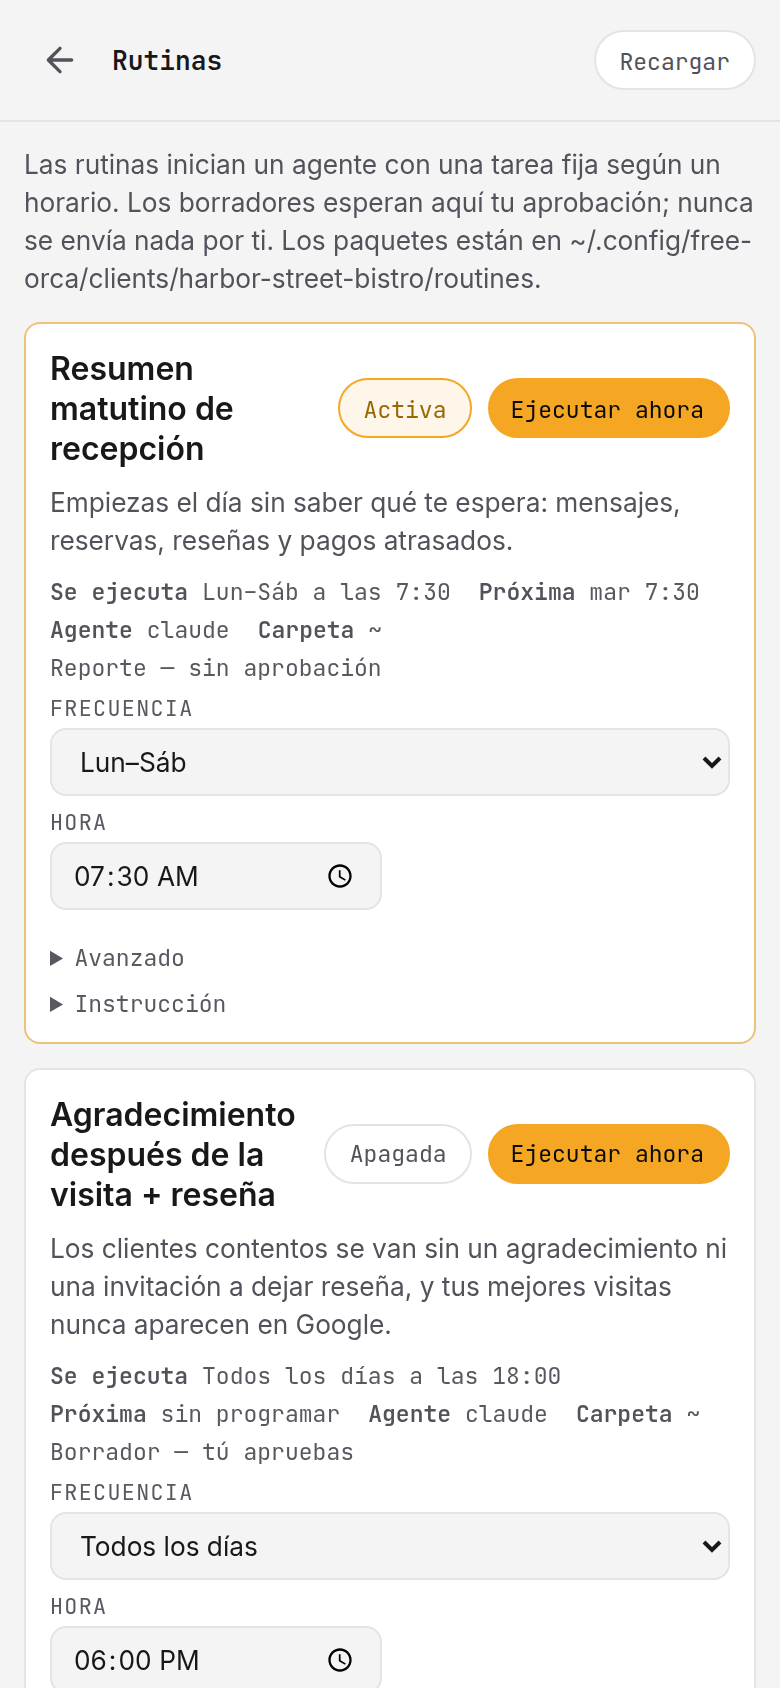 Rutinas
Recargar
Las rutinas inician un agente con una tarea fija según un
horario. Los borradores esperan aquí tu aprobación; nunca
se envía nada por ti. Los paquetes están en ~/.config/free-
orca/clients/harbor-street-bistro/routines.
Resumen
matutino de
recepción
Activa
Ejecutar ahora
Empiezas el día sin saber qué te espera: mensajes,
reservas, reseñas y pagos atrasados.
Se ejecuta Lun–Sáb a las 7:30 Próxima mar 7:30
Agente claude Carpeta ~
Reporte — sin aprobación
FRECUENCIA
Lun–Sáb
HORA
07:30 AM
Avanzado
Instrucción
Agradecimiento
después de la
visita + reseña
Apagada
Ejecutar ahora
Los clientes contentos se van sin un agradecimiento ni
una invitación a dejar reseña, y tus mejores visitas
nunca aparecen en Google.
Se ejecuta Todos los días a las 18:00
Próxima sin programar Agente claude Carpeta ~
Borrador — tú apruebas
FRECUENCIA
Todos los días
HORA
06:00 PM